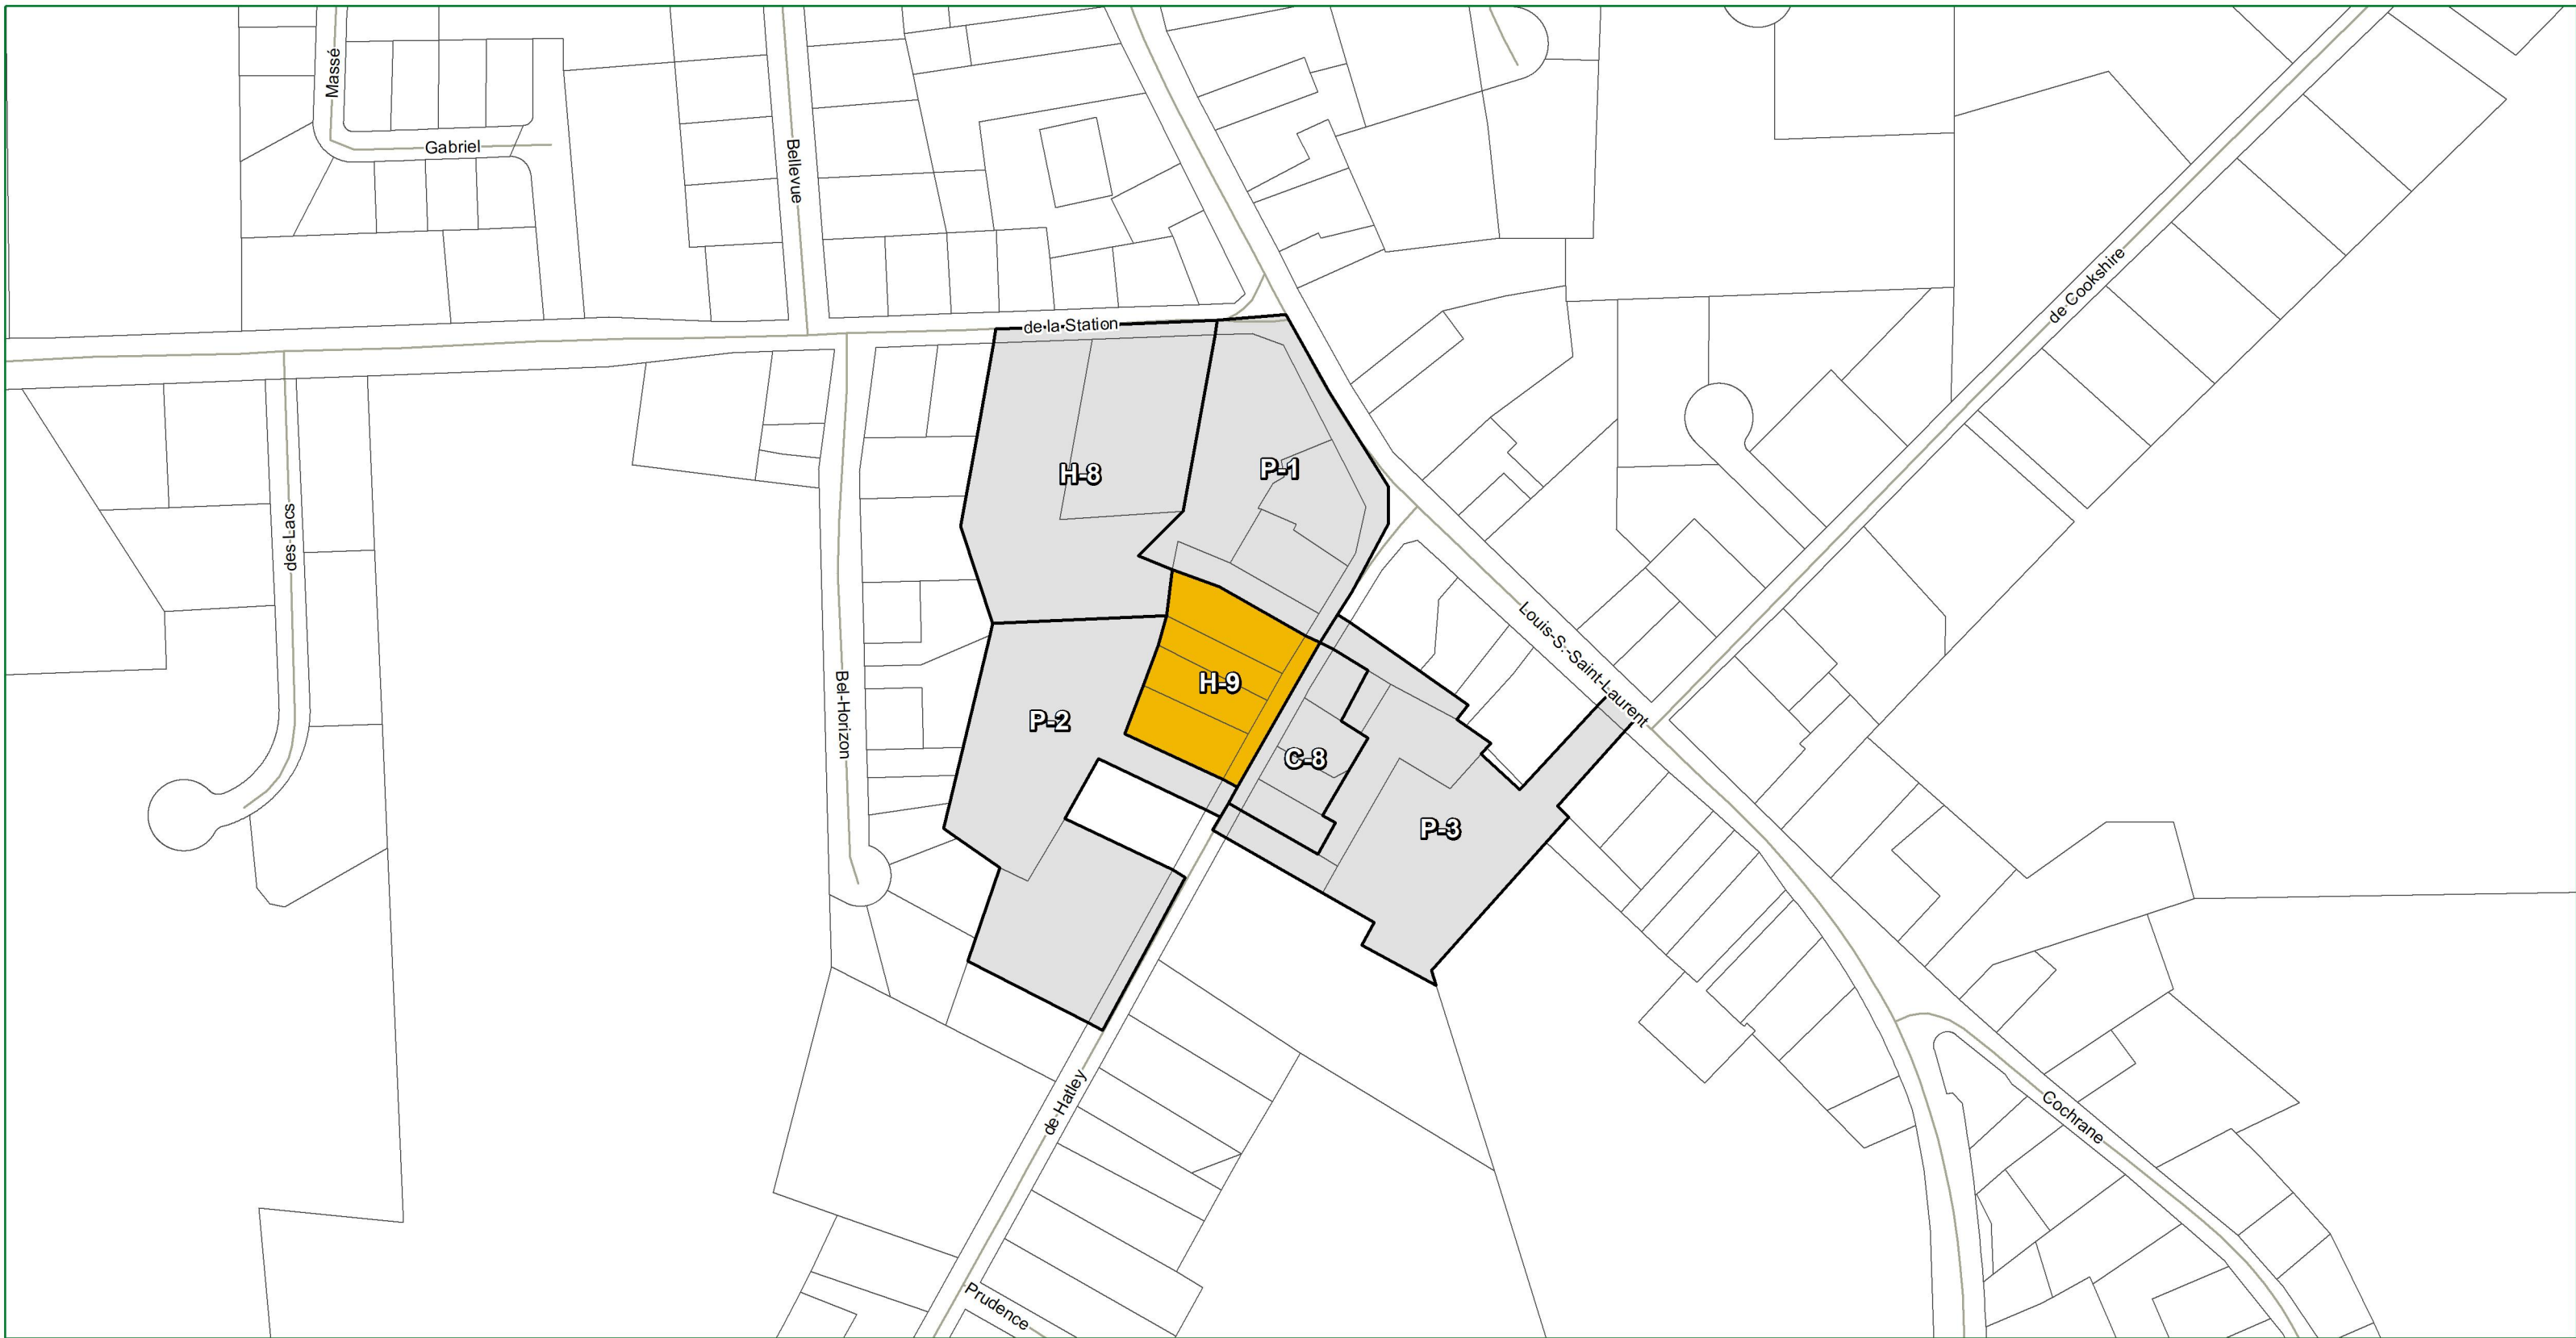 Massé
Gabriel
Bellevue
de Cookshire
de la Station
H-8
P-1
des Lacs
Louis-S.-Saint-Laurent
Bel-Horizon
H-9
P-2
C-8
P-3
de Hatley
Cochrane
Prudence